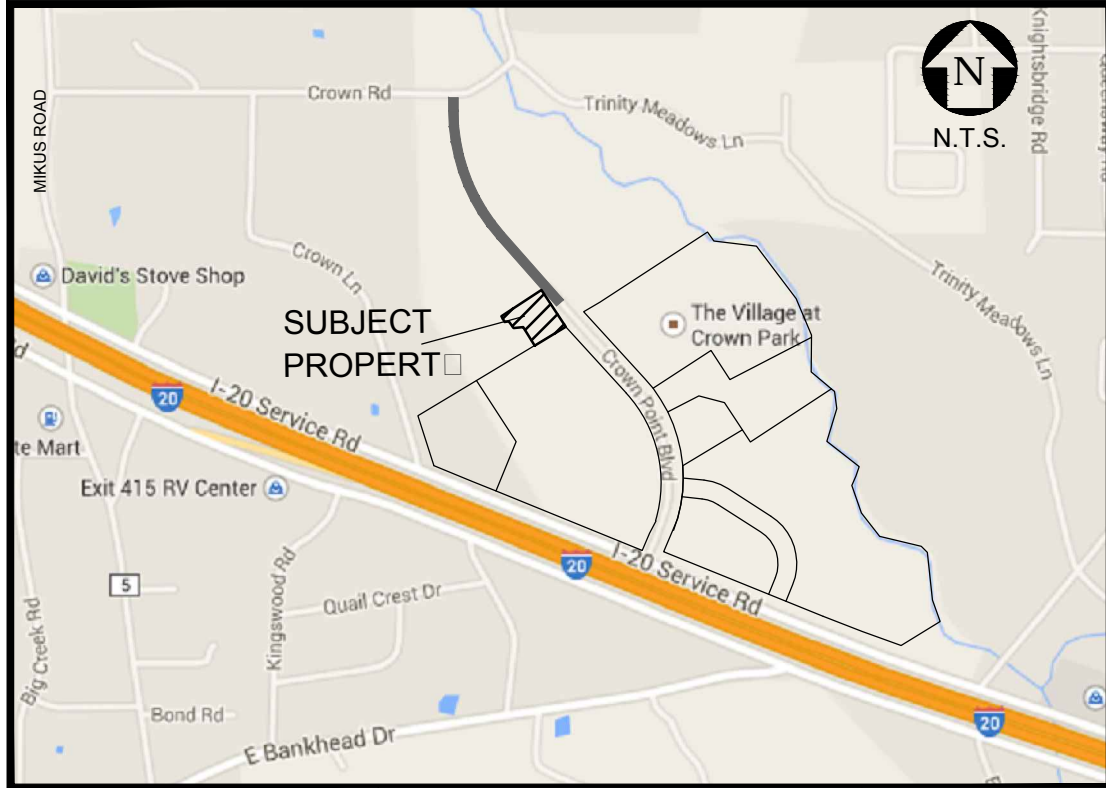 Crown Rd
MIKUS ROAD
Trinity Meadows Ln
Knightsbridge Rd
N
N.T.S.
David's Stove Shop
Crown Ln
SUBJECT
PROPERT□
The Village at
Crown Park
Trinity Meadows Ln
Crown Point Blvd
I-20 Service Rd
20
te Mart
Exit 415 RV Center
I-20 Service Rd
20
5
Quail Crest Dr
Kingswood Rd
Big Creek Rd
Bond Rd
E Bankhead Dr
20